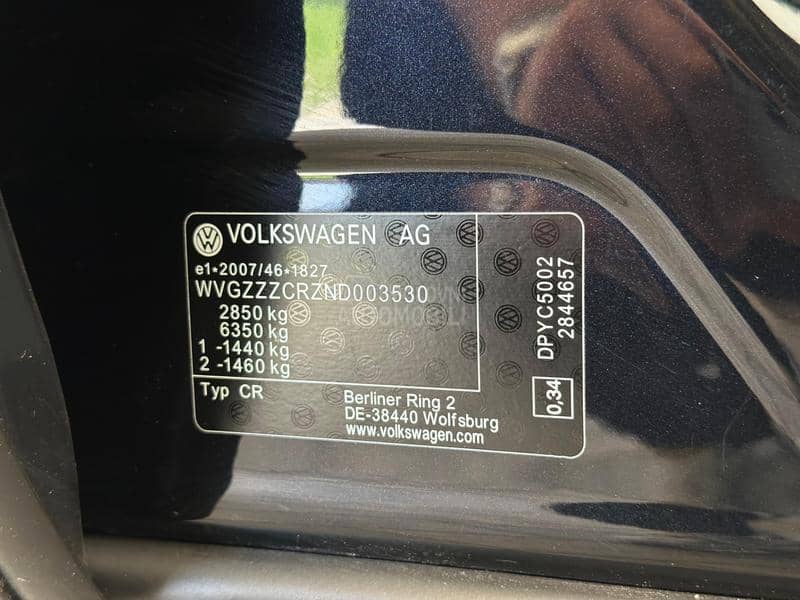 VOLKSWAGEN AG
e1*2007/46*1827
WVGZZZCRZND003530
2850 kg
6350 kg
1 -1440 kg
2 -1460 kg
Typ CR
Berliner Ring 2
DE-38440 Wolfsburg
www.volkswagen.com
0.34
DPYC5002
2844657